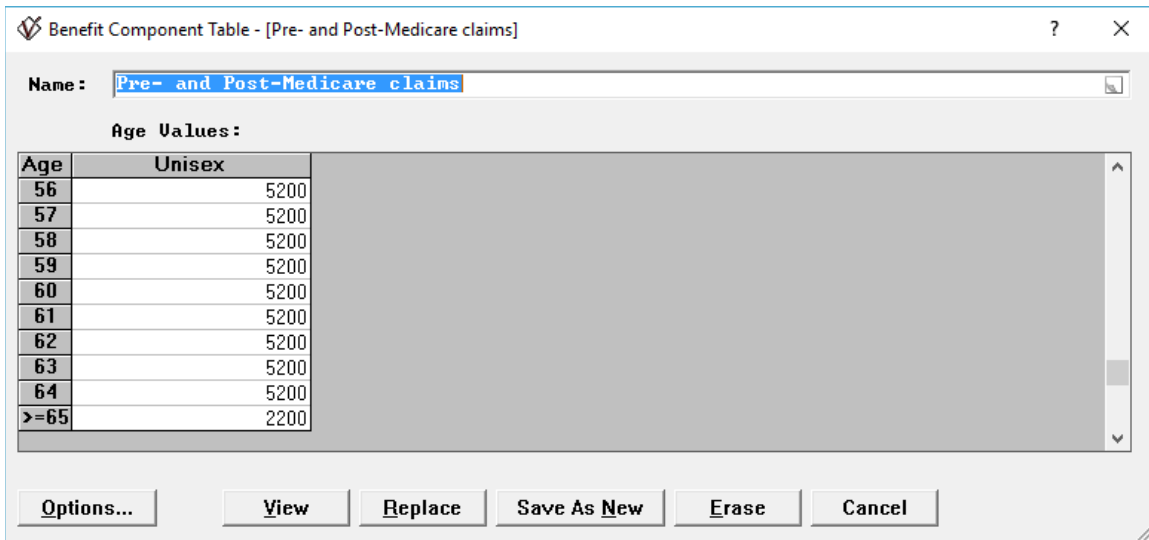 Benefit Component Table - [Pre- and Post-Medicare claims] ? X
Name: Pre- and Post-Medicare claims
Age Values:
Age Unisex
56 5200
57 5200
58 5200
59 5200
60 5200
61 5200
62 5200
63 5200
64 5200
>=65 2200
Options... View Replace Save As New Erase Cancel